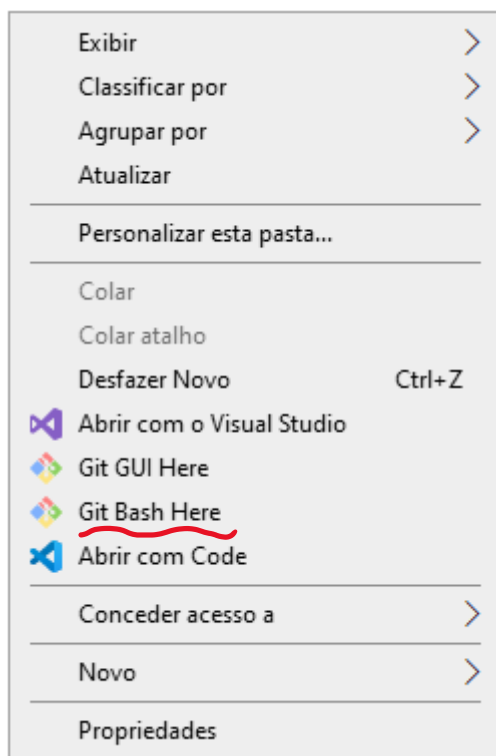 Exibir
Classificar por
Agrupar por
Atualizar
Personalizar esta pasta...
Colar
Colar atalho
Desfazer Novo Ctrl+Z
Abrir com o Visual Studio
Git GUI Here
Git Bash Here
Abrir com Code
Conceder acesso a
Novo
Propriedades